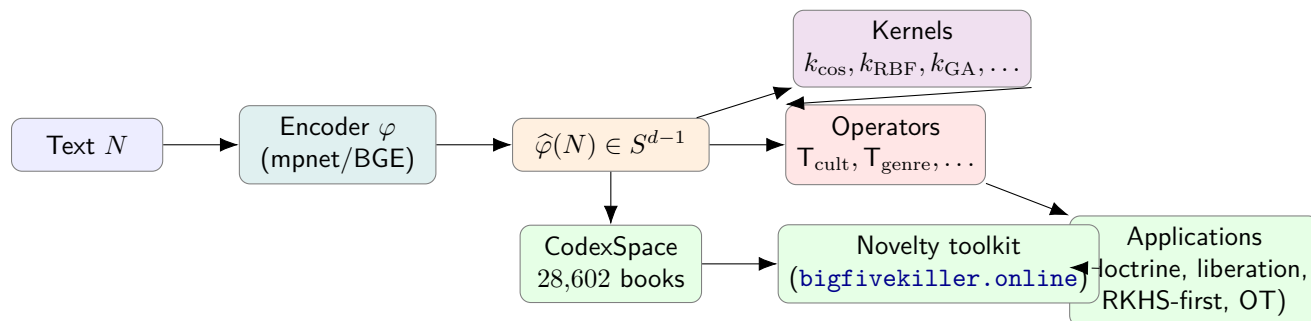 Kernels
k_cos, k_RBF, k_GA, . . .
Text N
Encoder φ
(mpnet/BGE)
φ̂(N) ∈ S^{d−1}
Operators
T_cult, T_genre, . . .
CodexSpace
28,602 books
Novelty toolkit
(bigfivekiller.online)
Applications
liberation,
RKHS-first, OT)